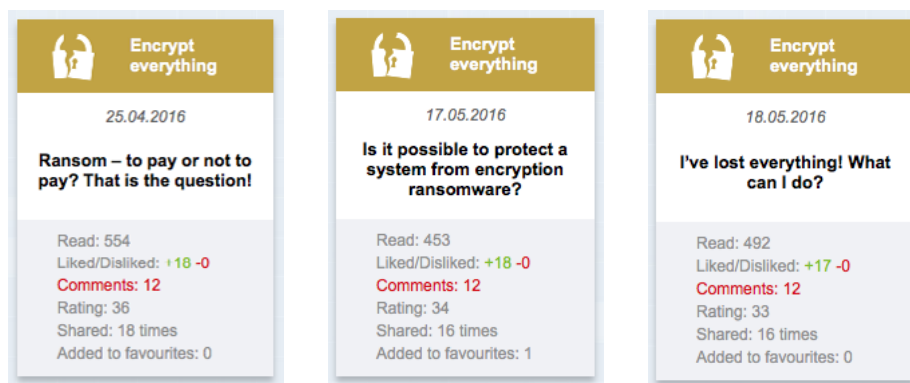 Encrypt
everything
25.04.2016
Ransom – to pay or not to
pay? That is the question!
Read: 554
Liked/Disliked: +18 -0
Comments: 12
Rating: 36
Shared: 18 times
Added to favourites: 0
Encrypt
everything
17.05.2016
Is it possible to protect a
system from encryption
ransomware?
Read: 453
Liked/Disliked: +18 -0
Comments: 12
Rating: 34
Shared: 16 times
Added to favourites: 1
Encrypt
everything
18.05.2016
I've lost everything! What
can I do?
Read: 492
Liked/Disliked: +17 -0
Comments: 12
Rating: 33
Shared: 16 times
Added to favourites: 0